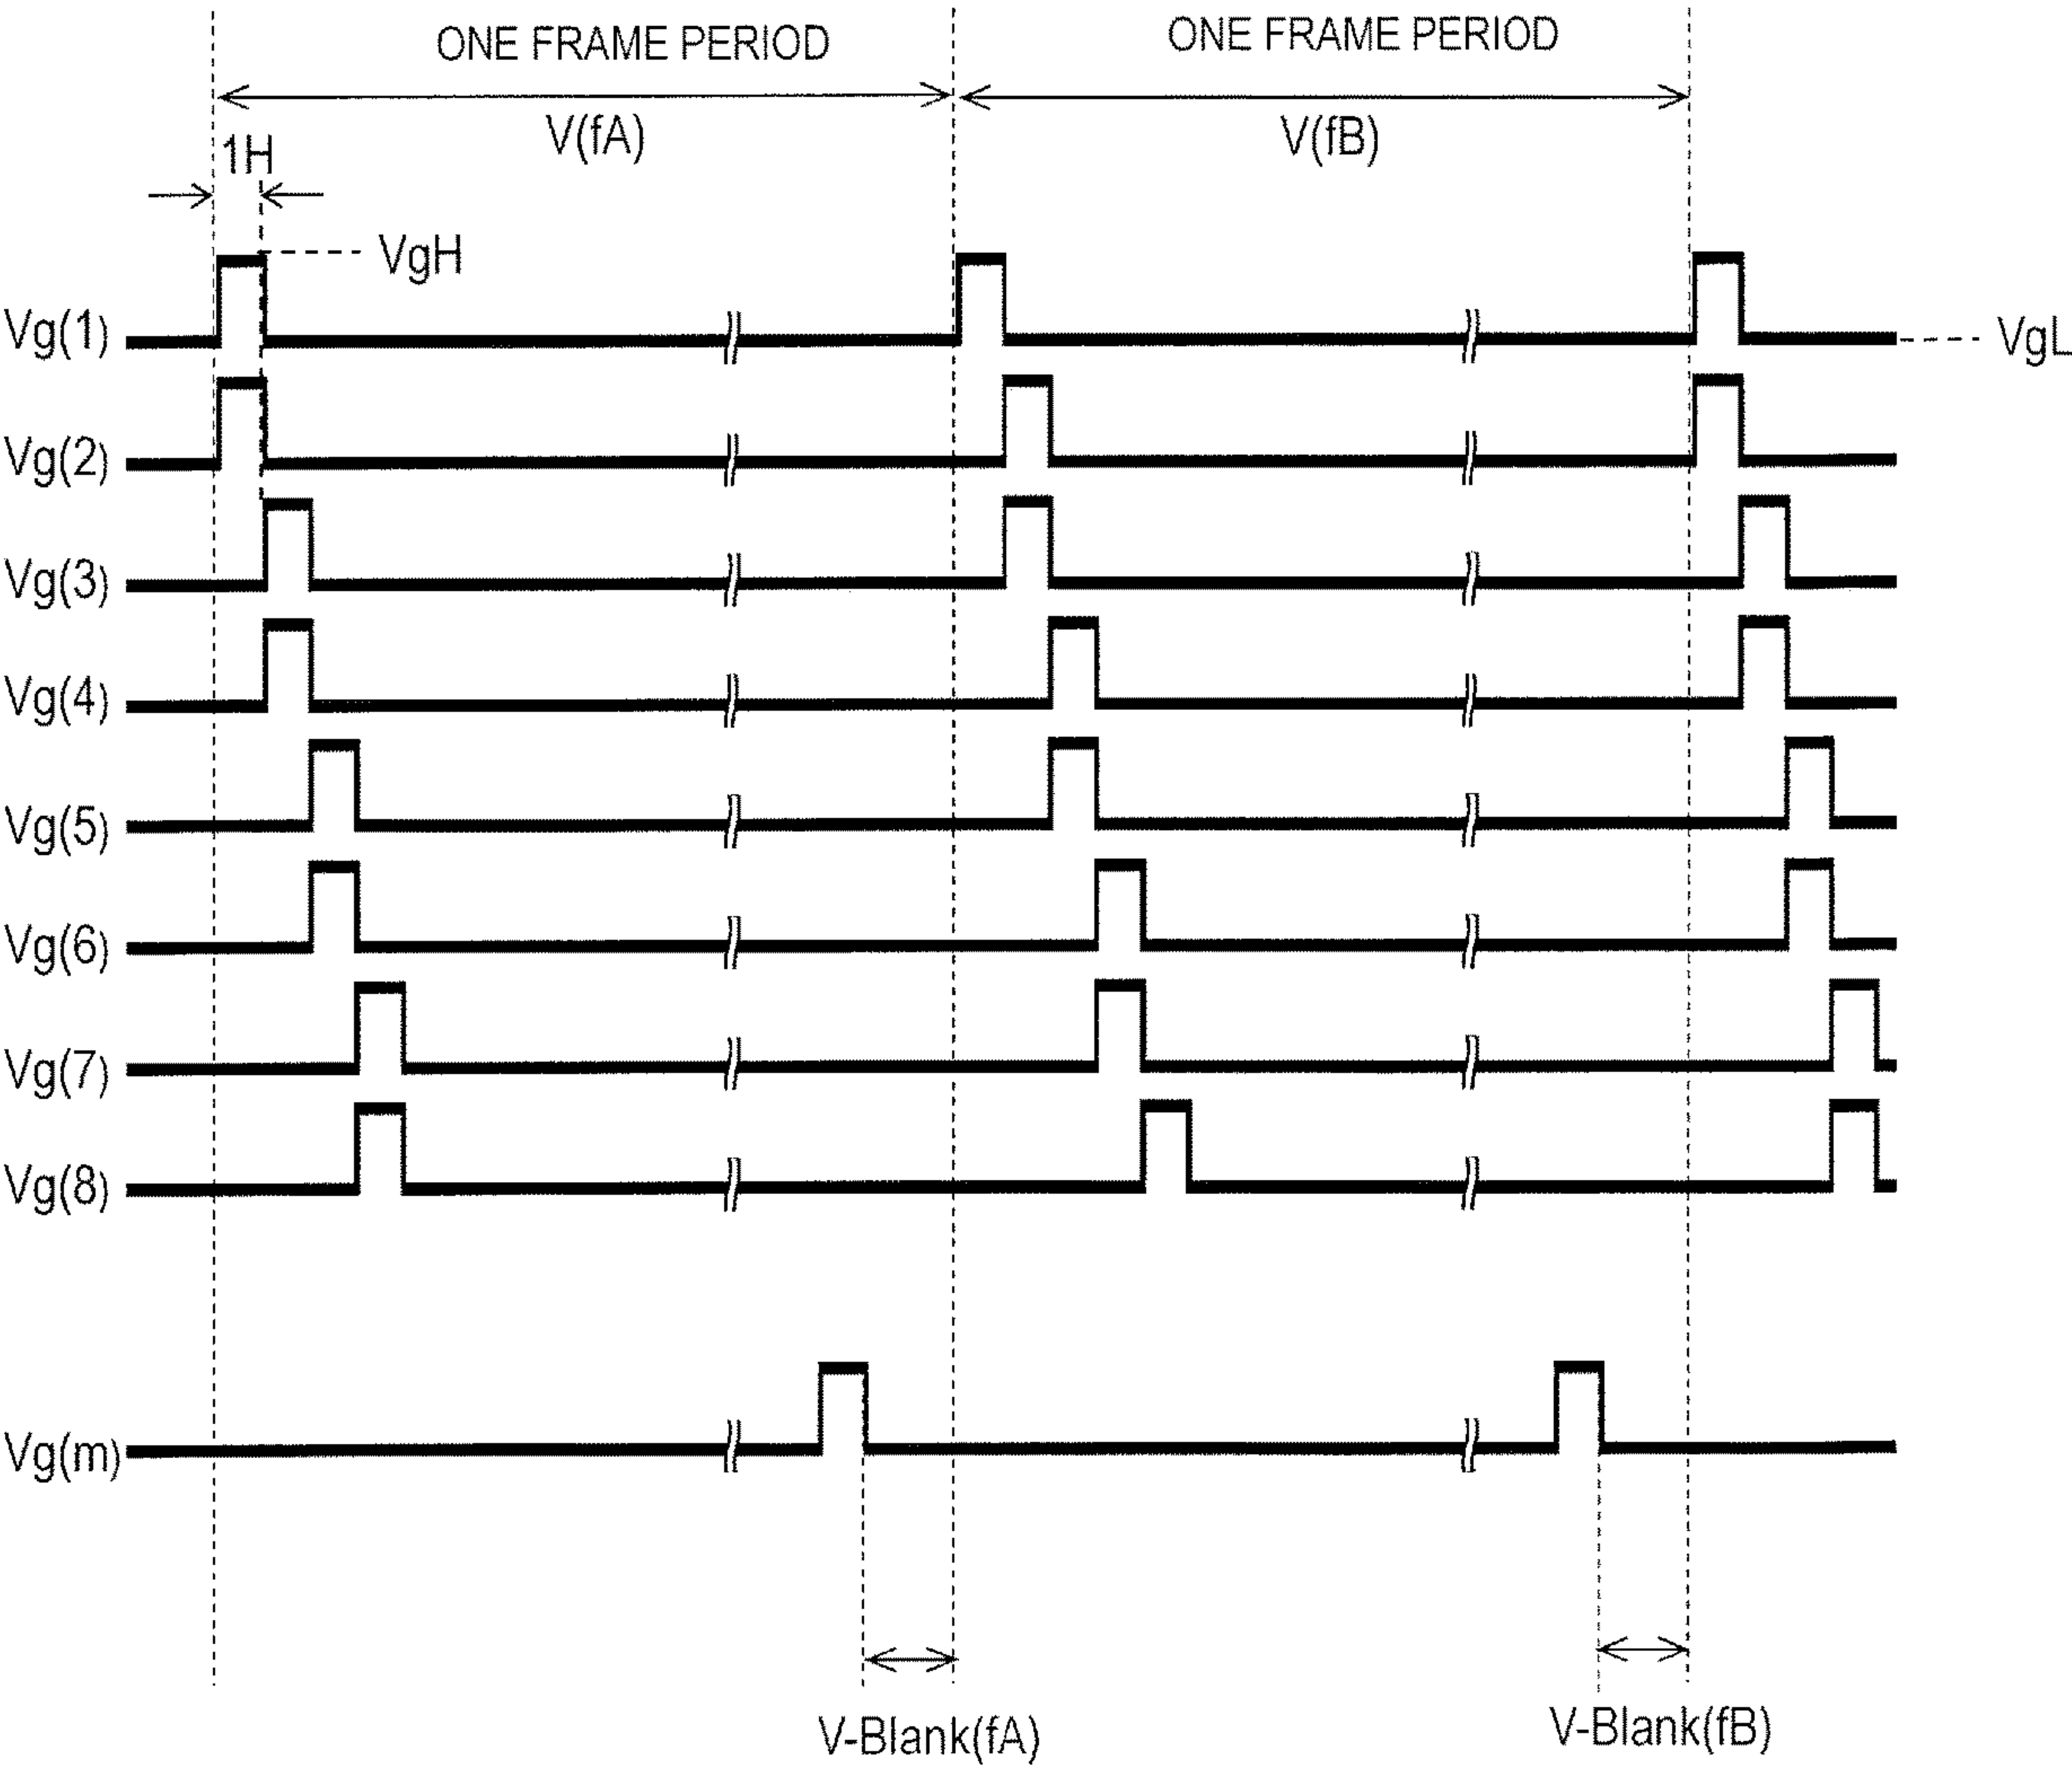 ONE FRAME PERIOD
ONE FRAME PERIOD
V(fA)
V(fB)
1H
VgH
Vg(1)
VgL
Vg(2)
Vg(3)
Vg(4)
Vg(5)
Vg(6)
Vg(7)
Vg(8)
Vg(m)
V-Blank(fA)
V-Blank(fB)